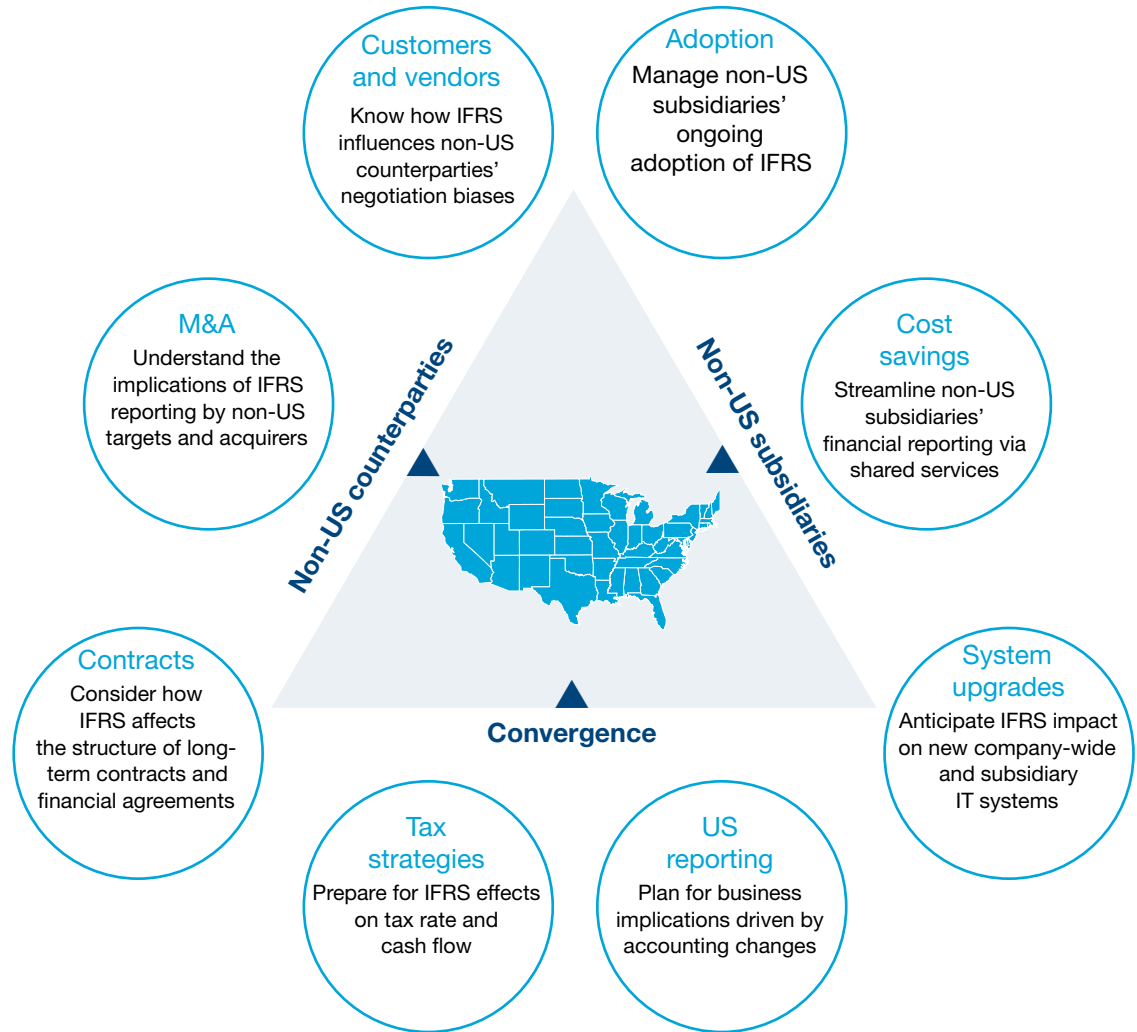 Customers
and vendors
Know how IFRS
influences non-US
counterparties’
negotiation biases
Adoption
Manage non-US
subsidiaries’
ongoing
adoption of IFRS
M&A
Understand the
implications of IFRS
reporting by non-US
targets and acquirers
Non-US counterparties
Non-US subsidiaries
Cost
savings
Streamline non-US
subsidiaries’
financial reporting via
shared services
Contracts
Consider how
IFRS affects
the structure of long-
term contracts and
financial agreements
Convergence
System
upgrades
Anticipate IFRS impact
on new company-wide
and subsidiary
IT systems
Tax
strategies
Prepare for IFRS effects
on tax rate and
cash flow
US
reporting
Plan for business
implications driven by
accounting changes